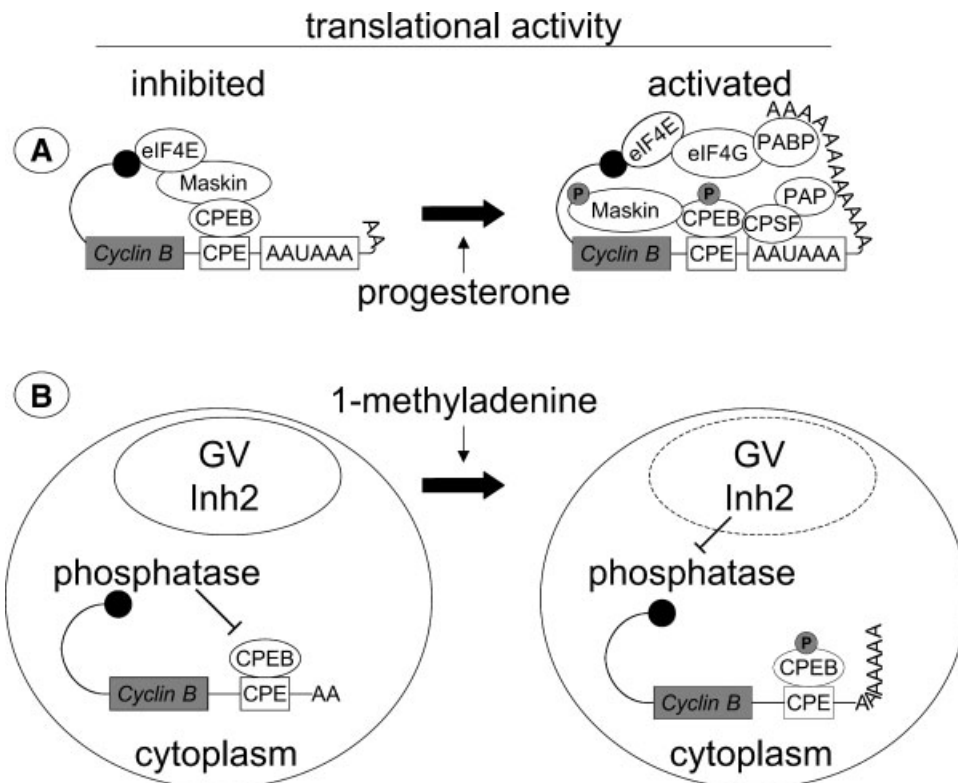 translational activity
inhibited activated
A
eIF4E
Maskin
CPEB
Cyclin B CPE AAUAAA AA
progesterone
eIF4E eIF4G PABP
AAAAAAAAAAAAA
P Maskin P CPEB CPSF PAP
Cyclin B CPE AAUAAA
B
1-methyladenine
GV
Inh2
phosphatase
CPEB
Cyclin B CPE AA
cytoplasm
GV
Inh2
phosphatase
P
CPEB
Cyclin B CPE AAAAAAA
cytoplasm